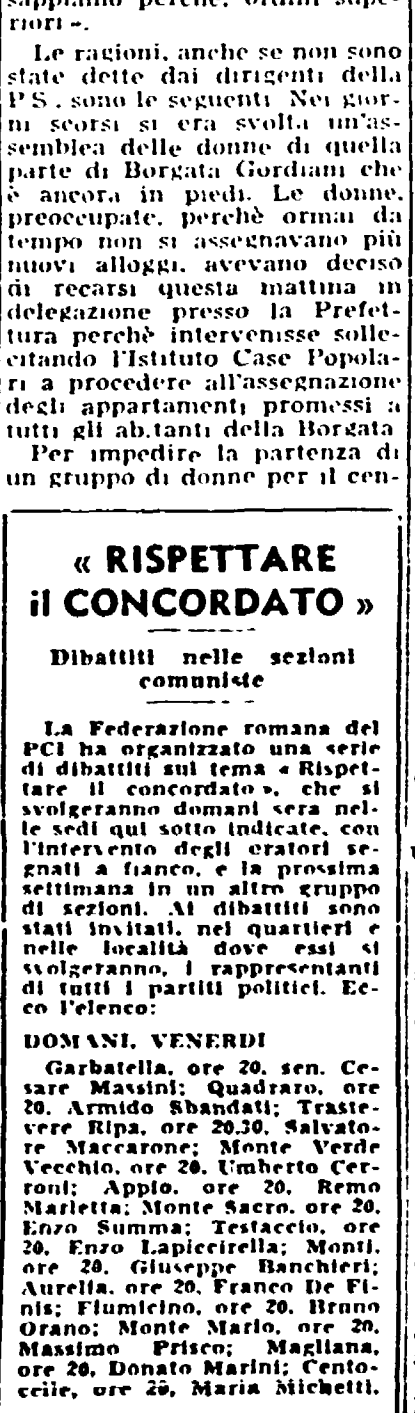 sappiamo perchè, ordini supe-
riori ».
Le ragioni, anche se non sono
state dette dai dirigenti della
P S., sono le seguenti Nei gior-
ni scorsi si era svolta un'as-
semblea delle donne di quella
parte di Borgata Gordiani che
è ancora in piedi. Le donne,
preoccupate, perchè ormai da
tempo non si assegnavano più
nuovi alloggi, avevano deciso
di recarsi questa mattina in
delegazione presso la Prefet-
tura perchè intervenisse solle-
citando l'Istituto Case Popola-
ri a procedere all'assegnazione
degli appartamenti promessi a
tutti gli ab.tanti della Borgata
Per impedire la partenza di
un gruppo di donne per il cen-
« RISPETTARE
il CONCORDATO »
Dibattiti nelle sezioni
comuniste
La Federazione romana del
PCI ha organizzato una serie
di dibattiti sul tema « Rispet-
tare il concordato », che si
svolgeranno domani sera nel-
le sedi qui sotto indicate, con
l'intervento degli oratori se-
gnati a fianco, e la prossima
settimana in un altro gruppo
di sezioni. Ai dibattiti sono
stati invitati, nei quartieri e
nelle località dove essi si
svolgeranno, i rappresentanti
di tutti i partiti politici. Ec-
co l'elenco:
DOMANI, VENERDI
Garbatella, ore 20, sen. Ce-
sare Massini; Quadraro, ore
20, Armido Sbandati; Traste-
vere Ripa, ore 20,30, Salvato-
re Maccarone; Monte Verde
Vecchio, ore 20, Umberto Cer-
roni; Appio, ore 20, Remo
Marletta; Monte Sacro, ore 20,
Enzo Summa; Testaccio, ore
20, Enzo Lapiccirella; Monti,
ore 20, Giuseppe Banchieri;
Aurelia, ore 20, Franco De Fi-
nis; Fiumicino, ore 20, Bruno
Orano; Monte Mario, ore 20,
Massimo Prisco; Magliana,
ore 20, Donato Marini; Cento-
celle, ore 20, Maria Michetti.